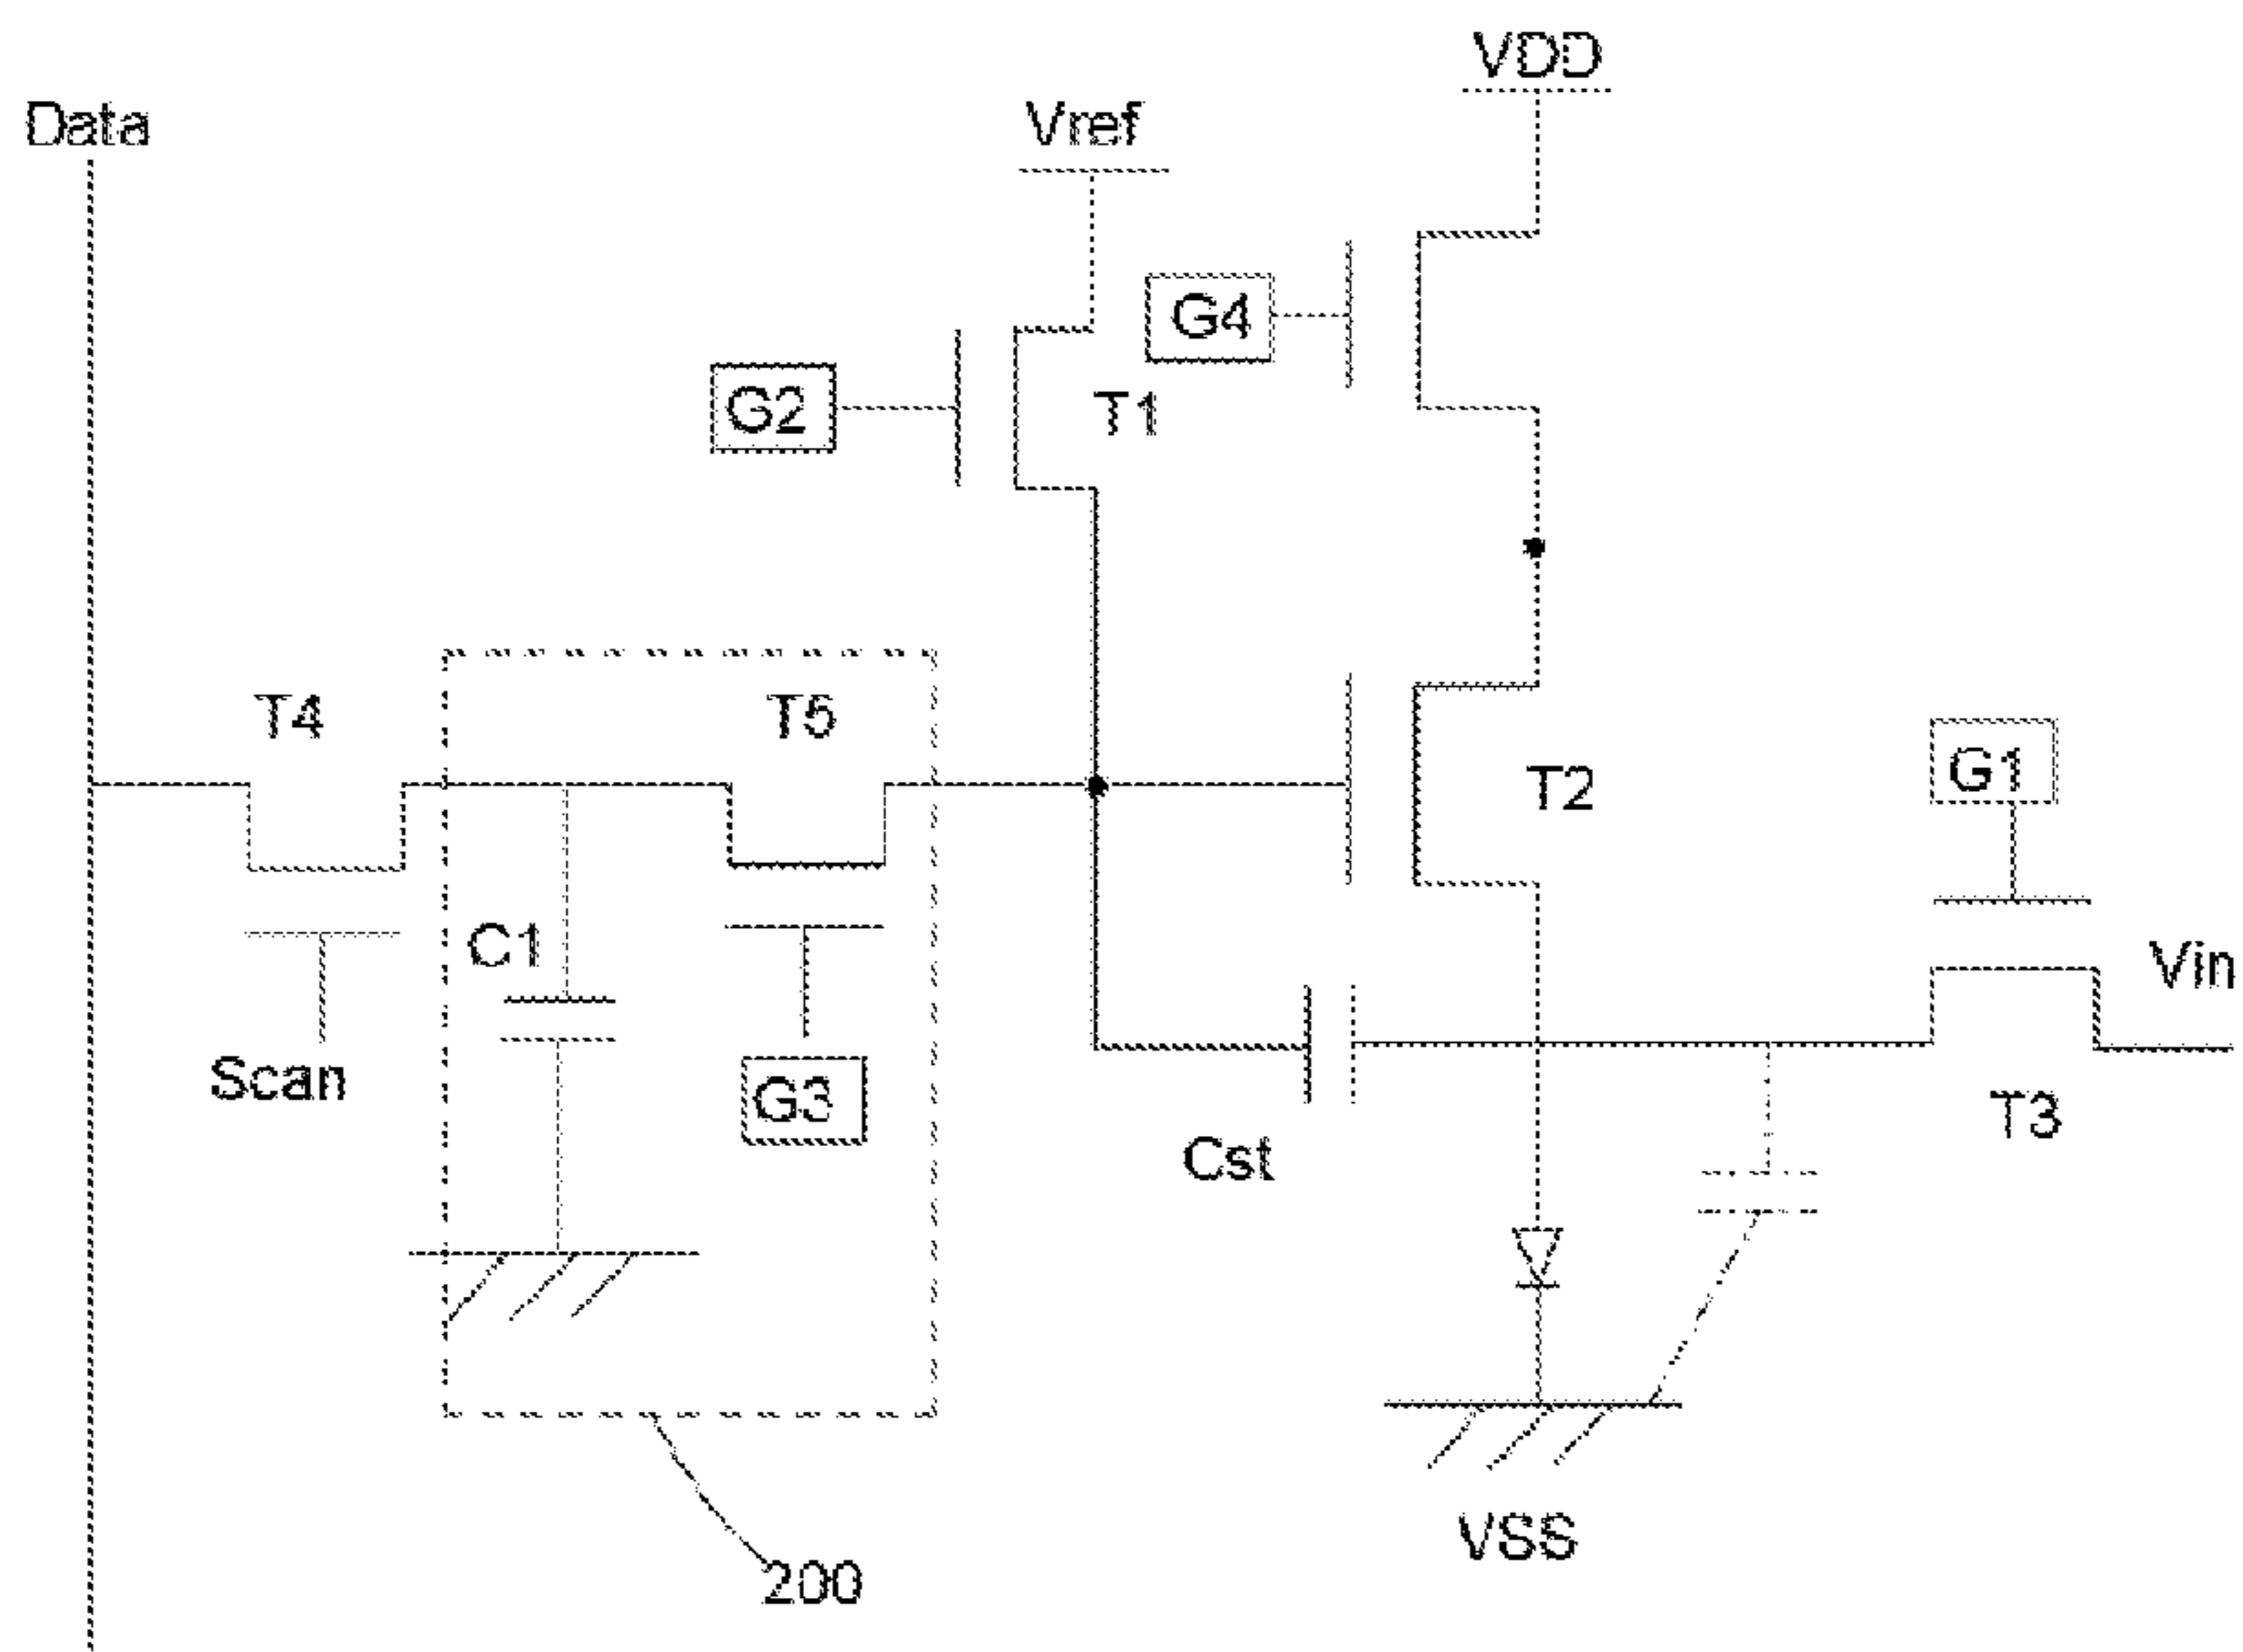 VDD
Data
Vref
G4
G2
T1
T4
T5
G1
T2
C1
Vin
Scan
G3
T3
Cst
VSS
200